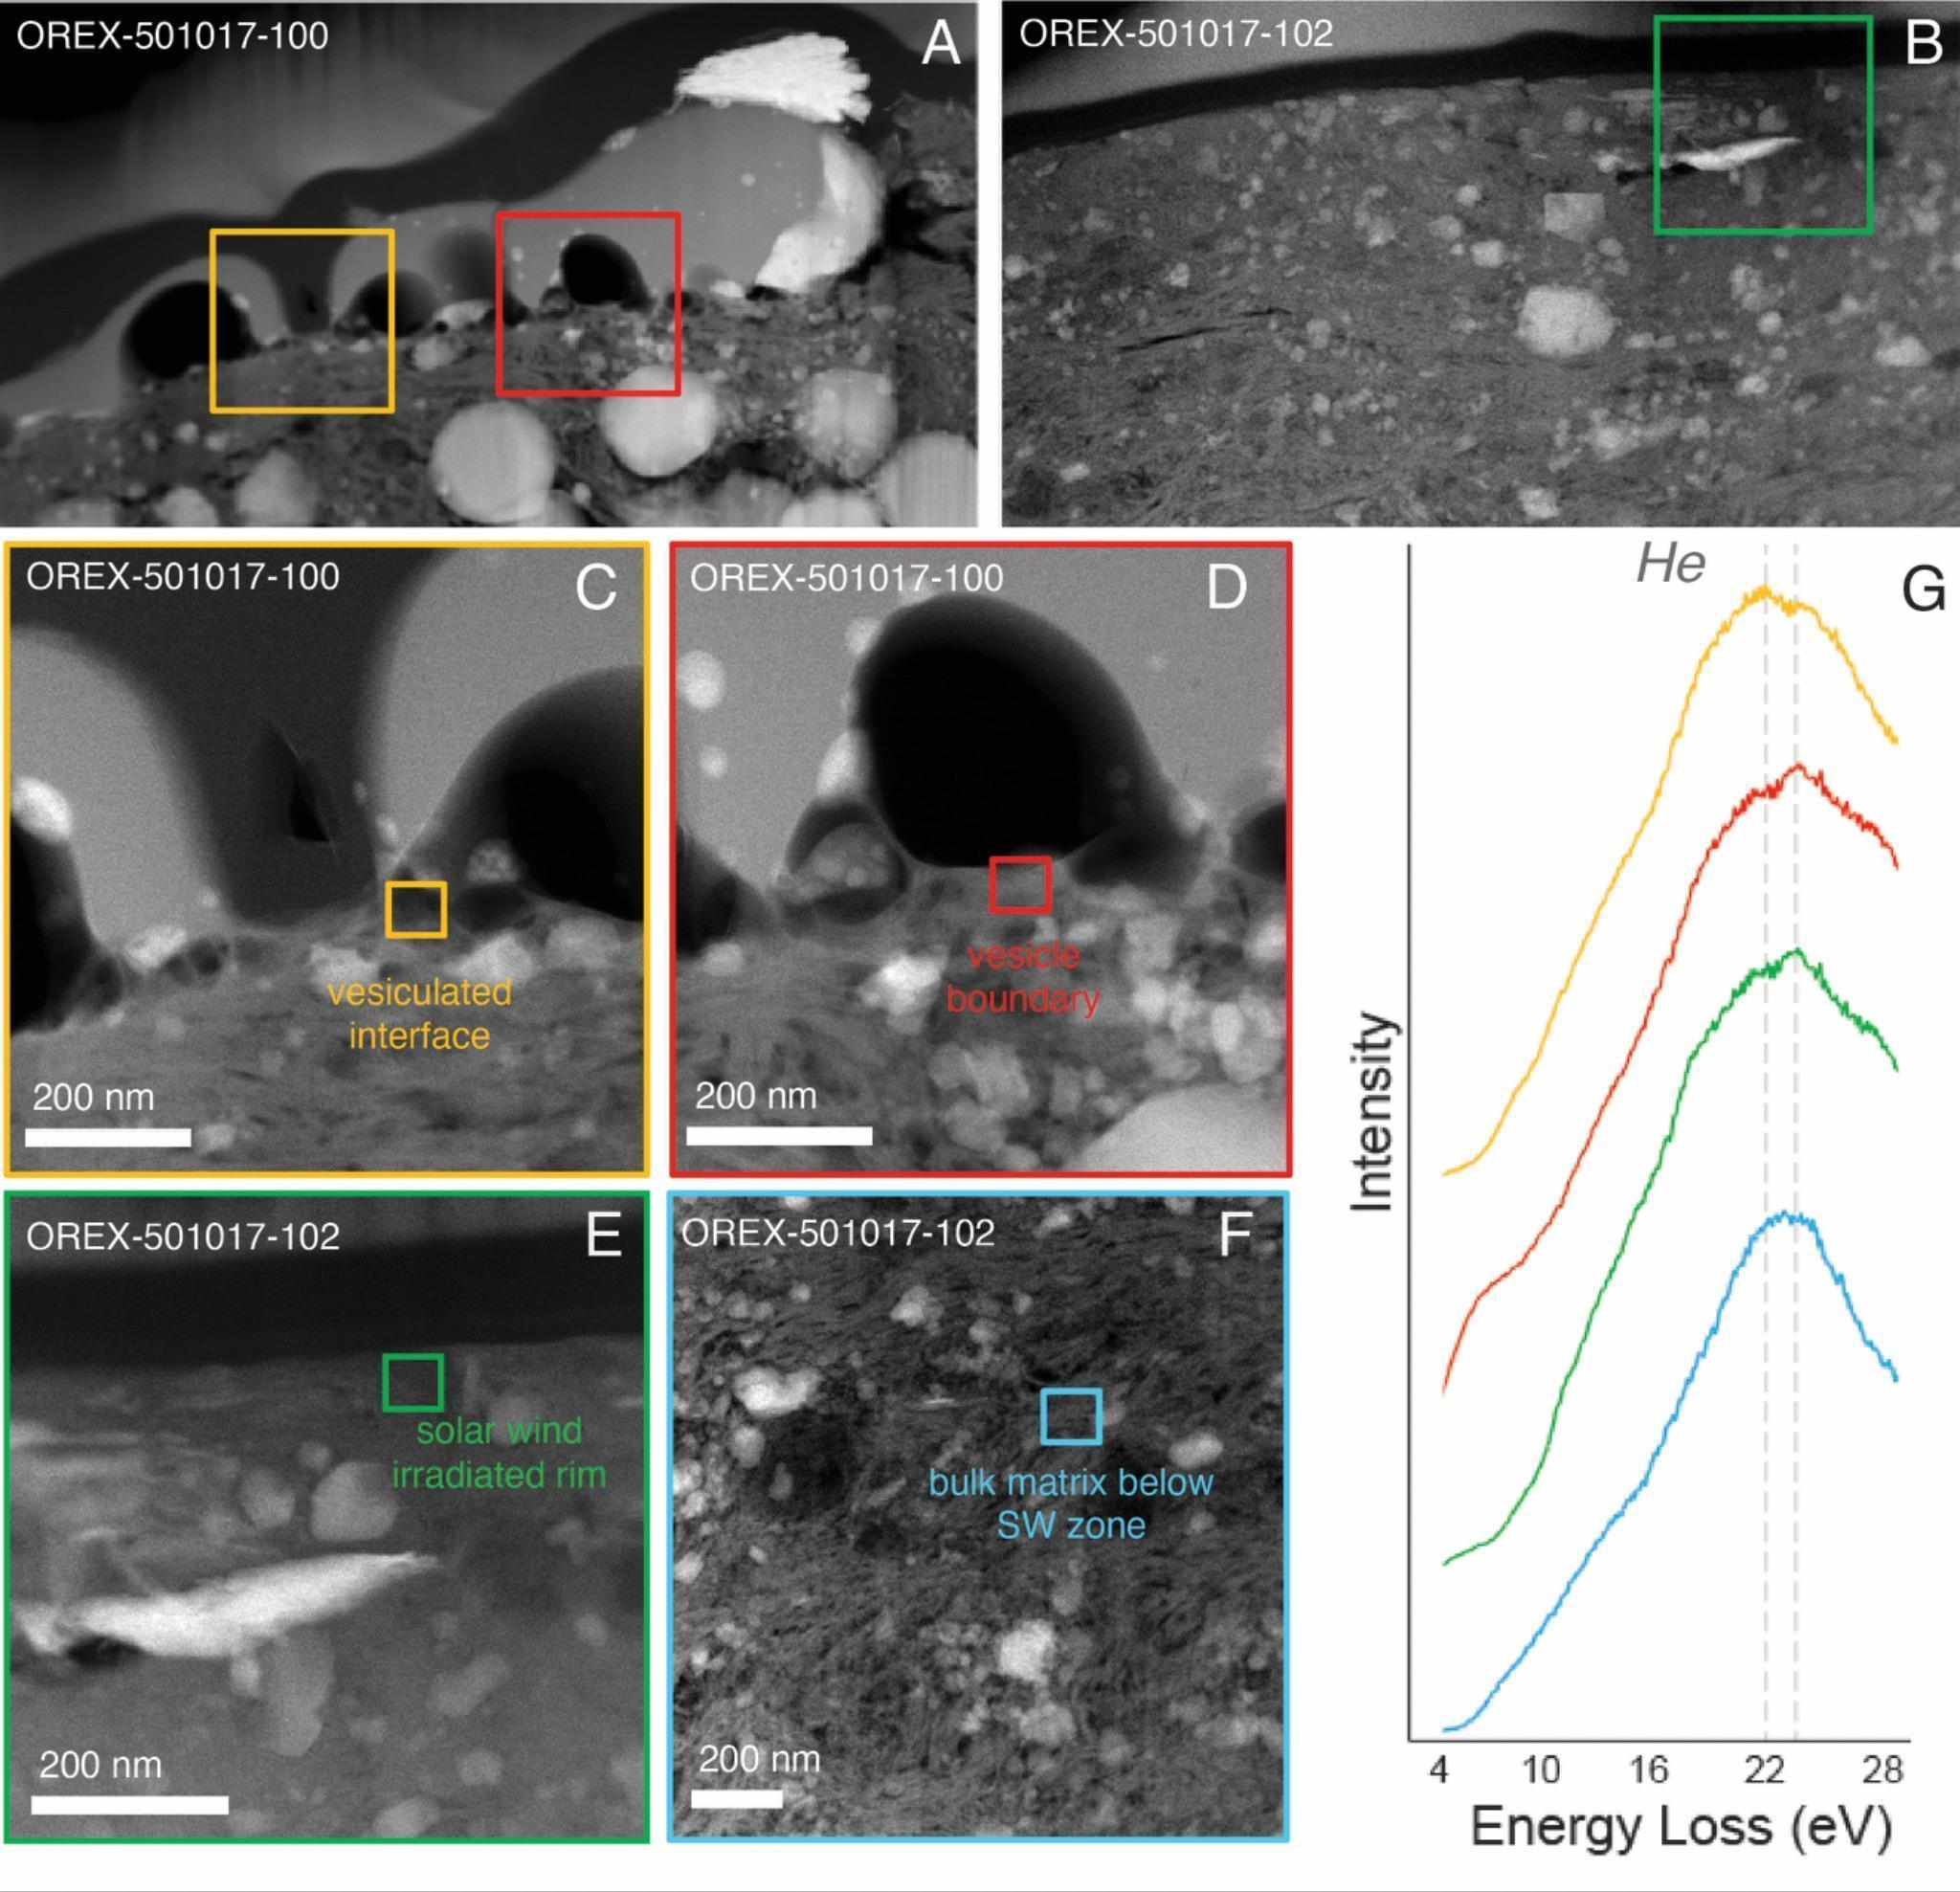 OREX-501017-100
A
OREX-501017-102
B
OREX-501017-100
C
vesiculated
interface
200 nm
OREX-501017-100
D
vesicle
boundary
200 nm
OREX-501017-102
E
solar wind
irradiated rim
200 nm
OREX-501017-102
F
bulk matrix below
SW zone
200 nm
He
G
Intensity
4 10 16 22 28
Energy Loss (eV)